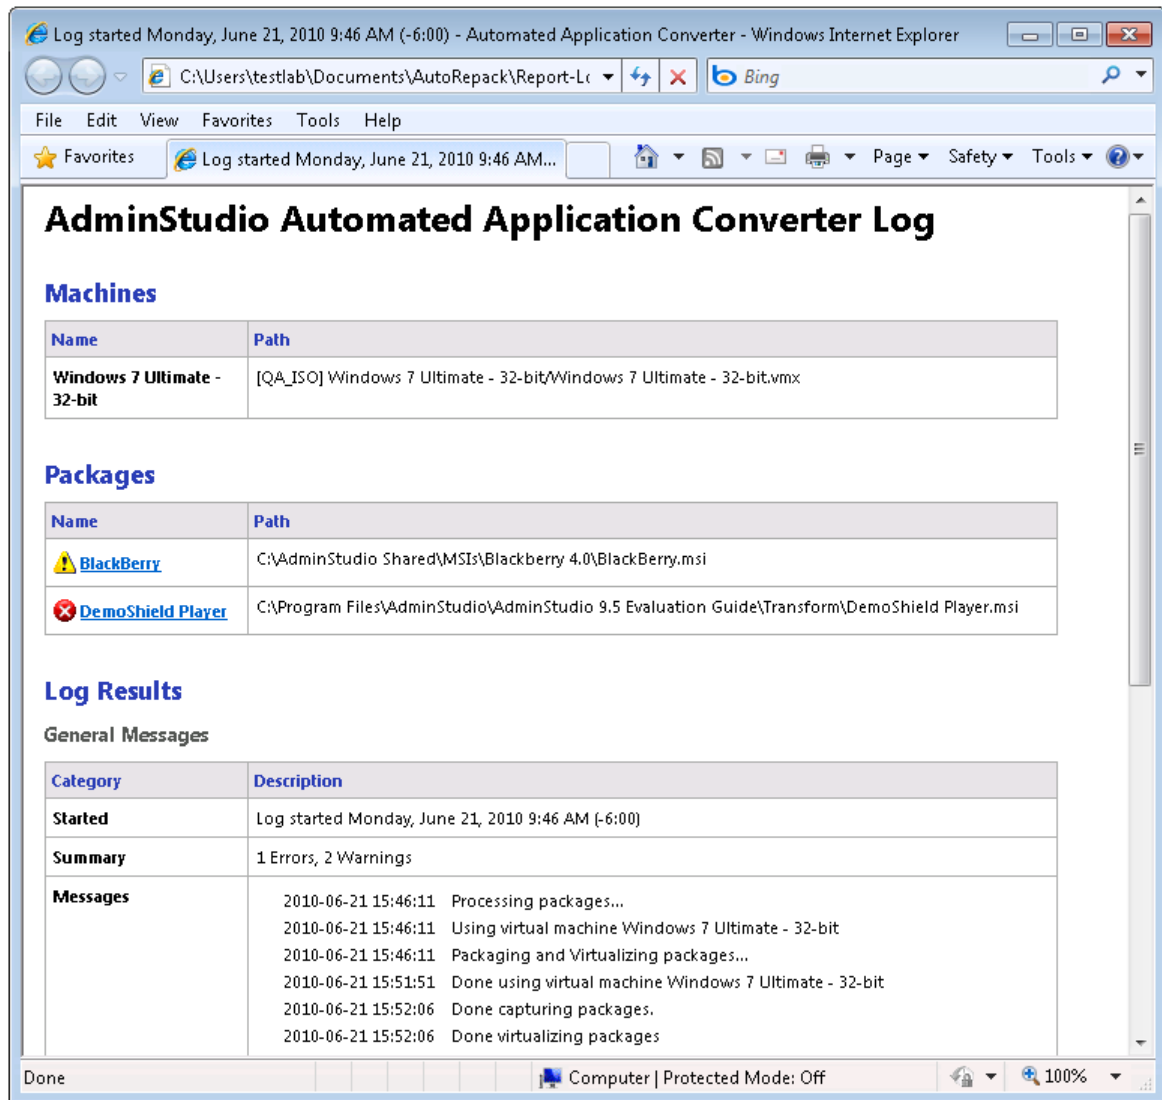 Log started Monday, June 21, 2010 9:46 AM (-6:00) - Automated Application Converter - Windows Internet Explorer
C:\Users\testlab\Documents\AutoRepack\Report-Lo
Bing
File Edit View Favorites Tools Help
Favorites
Log started Monday, June 21, 2010 9:46 AM...
Page Safety Tools
AdminStudio Automated Application Converter Log
Machines
Name Path
Windows 7 Ultimate - 32-bit
[QA_ISO] Windows 7 Ultimate - 32-bit/Windows 7 Ultimate - 32-bit.vmx
Packages
Name Path
BlackBerry C:\AdminStudio Shared\MSIs\Blackberry 4.0\BlackBerry.msi
DemoShield Player C:\Program Files\AdminStudio\AdminStudio 9.5 Evaluation Guide\Transform\DemoShield Player.msi
Log Results
General Messages
Category Description
Started Log started Monday, June 21, 2010 9:46 AM (-6:00)
Summary 1 Errors, 2 Warnings
Messages
2010-06-21 15:46:11 Processing packages...
2010-06-21 15:46:11 Using virtual machine Windows 7 Ultimate - 32-bit
2010-06-21 15:46:11 Packaging and Virtualizing packages...
2010-06-21 15:51:51 Done using virtual machine Windows 7 Ultimate - 32-bit
2010-06-21 15:52:06 Done capturing packages.
2010-06-21 15:52:06 Done virtualizing packages
Done
Computer | Protected Mode: Off
100%